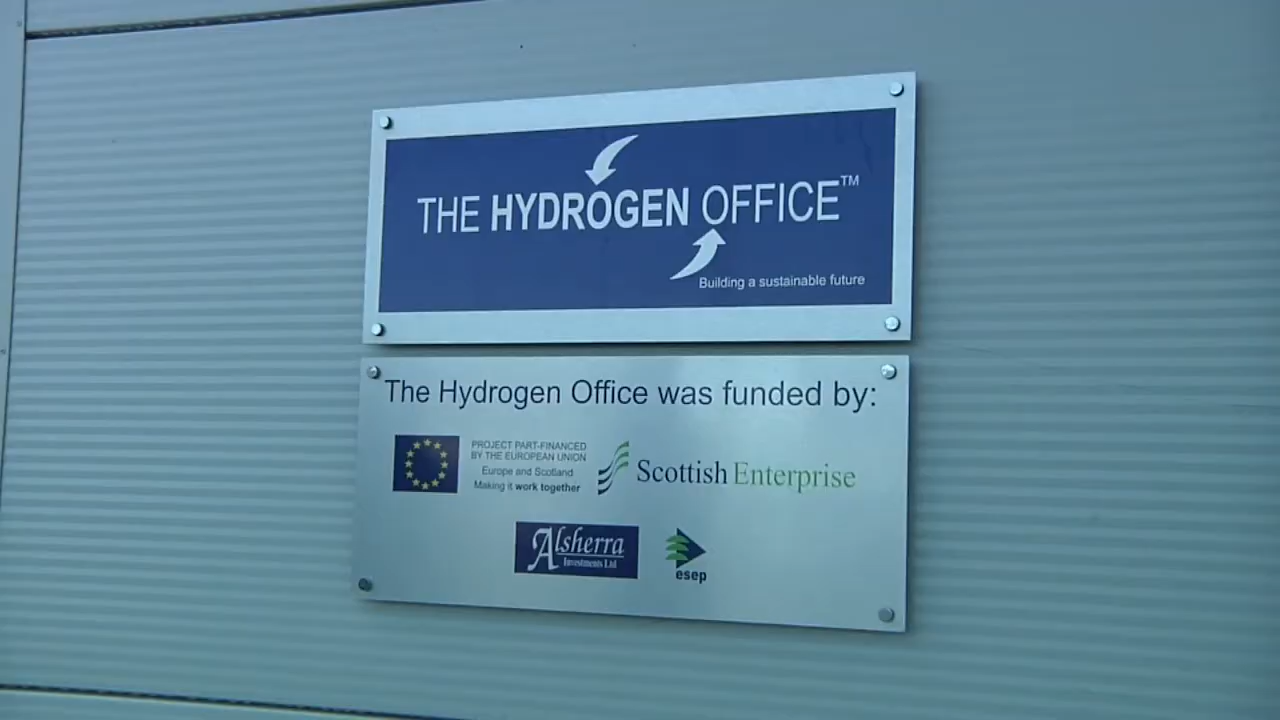 THE HYDROGEN OFFICE™
Building a sustainable future
The Hydrogen Office was funded by:
PROJECT PART-FINANCED
BY THE EUROPEAN UNION
Europe and Scotland
Making it work together
Scottish Enterprise
Alsherra
Investments Ltd
esep